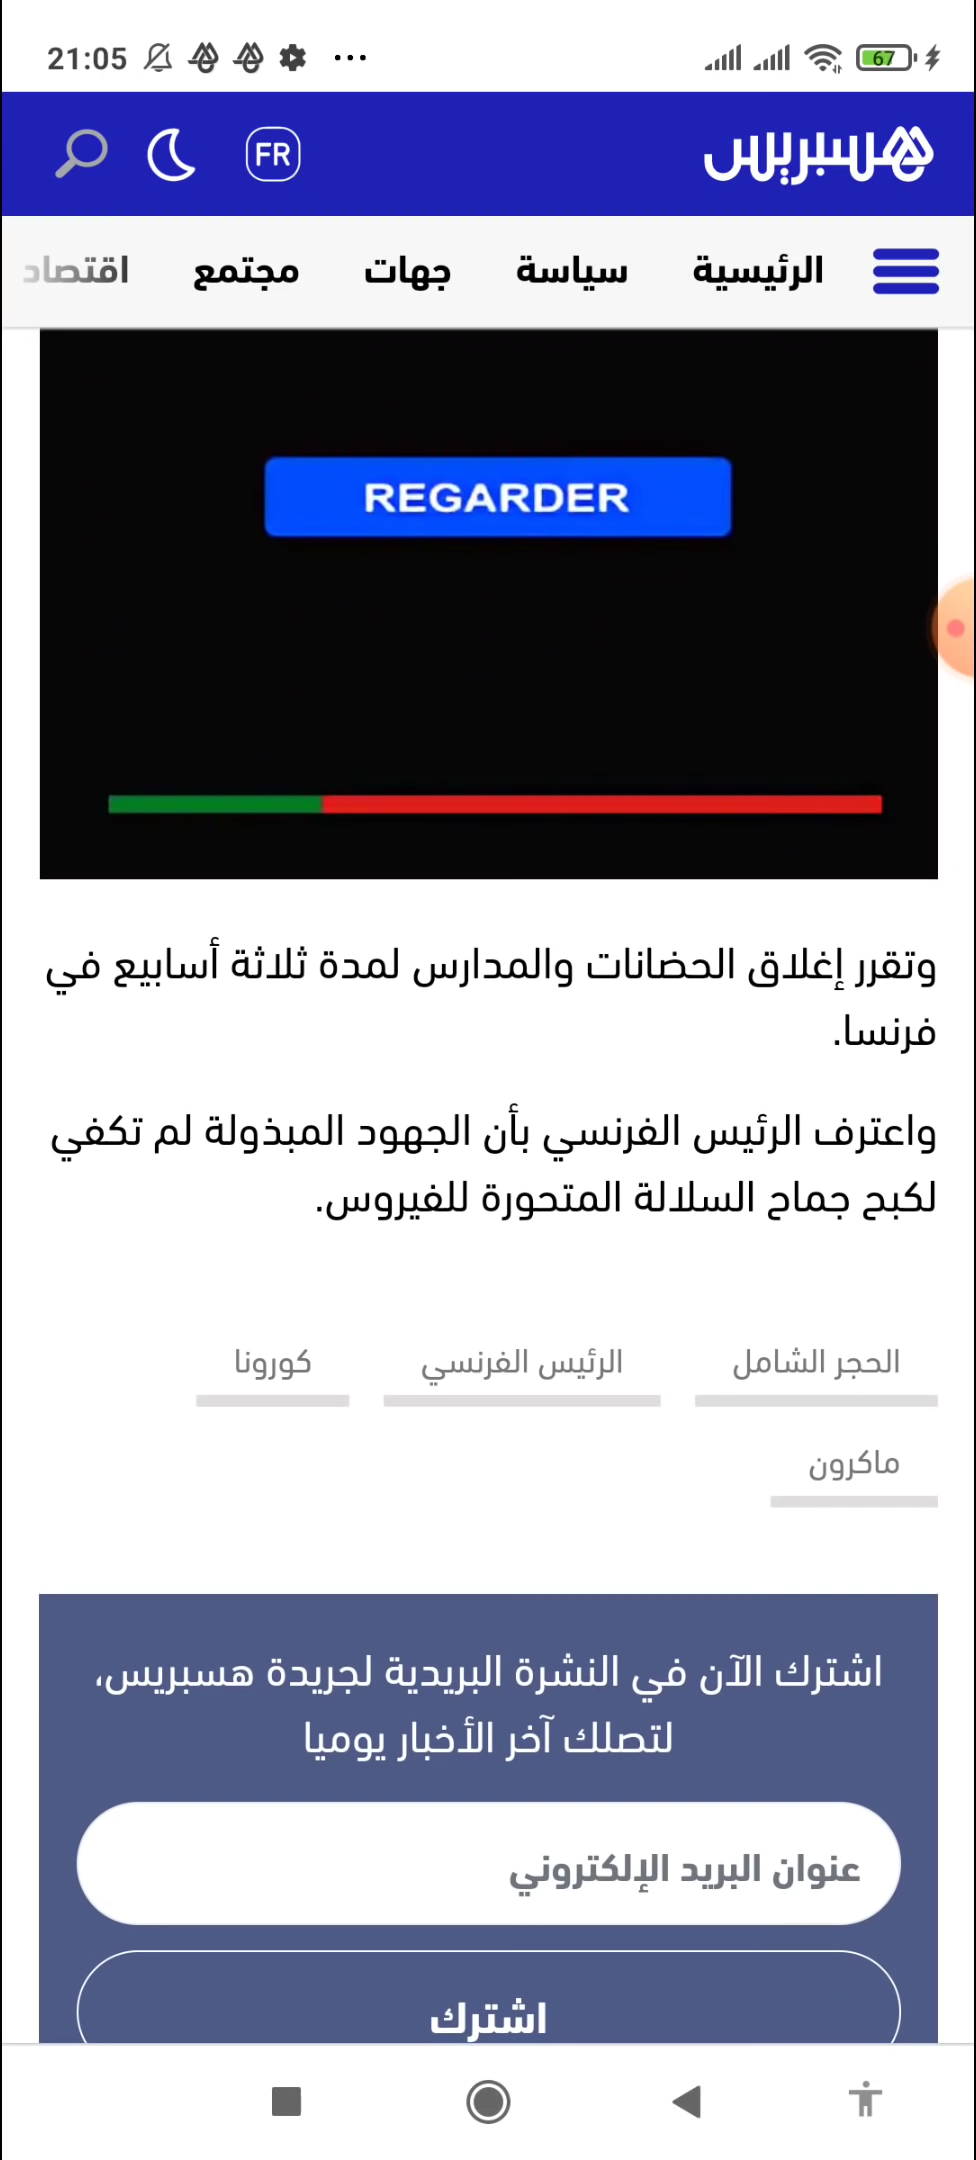 21:05 67
هسبريس FR
الرئيسية سياسة جهات مجتمع اقتصاد
REGARDER
وتقرر إغلاق الحضانات والمدارس لمدة ثلاثة أسابيع في
فرنسا.
واعترف الرئيس الفرنسي بأن الجهود المبذولة لم تكفي
لكبح جماح السلالة المتحورة للفيروس.
الحجر الشامل الرئيس الفرنسي كورونا
ماكرون
اشترك الآن في النشرة البريدية لجريدة هسبريس،
لتصلك آخر الأخبار يوميا
عنوان البريد الإلكتروني
اشترك